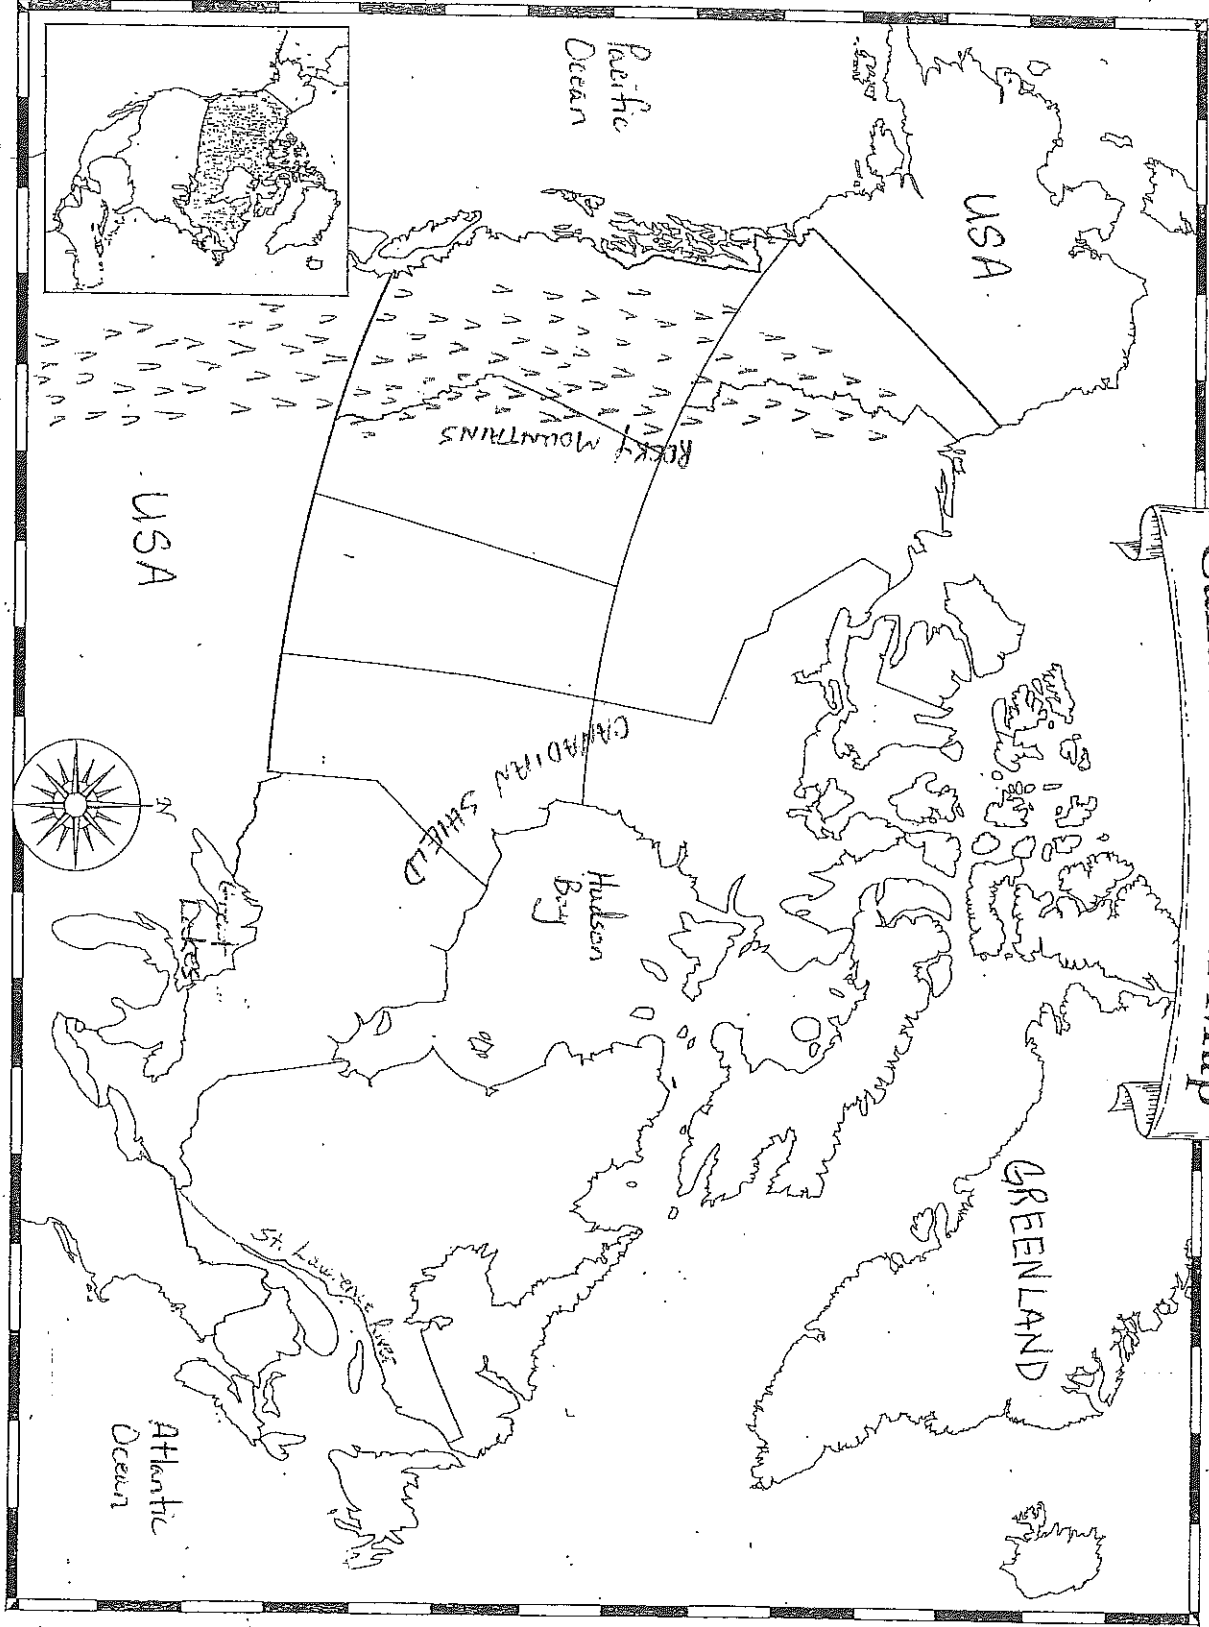 Pacific
Ocean
USA
ROCKY MOUNTAINS
USA
CANADIAN SHIELD
N
Hudson
Bay
Great
Lakes
GREENLAND
St. Lawrence River
Atlantic
Ocean